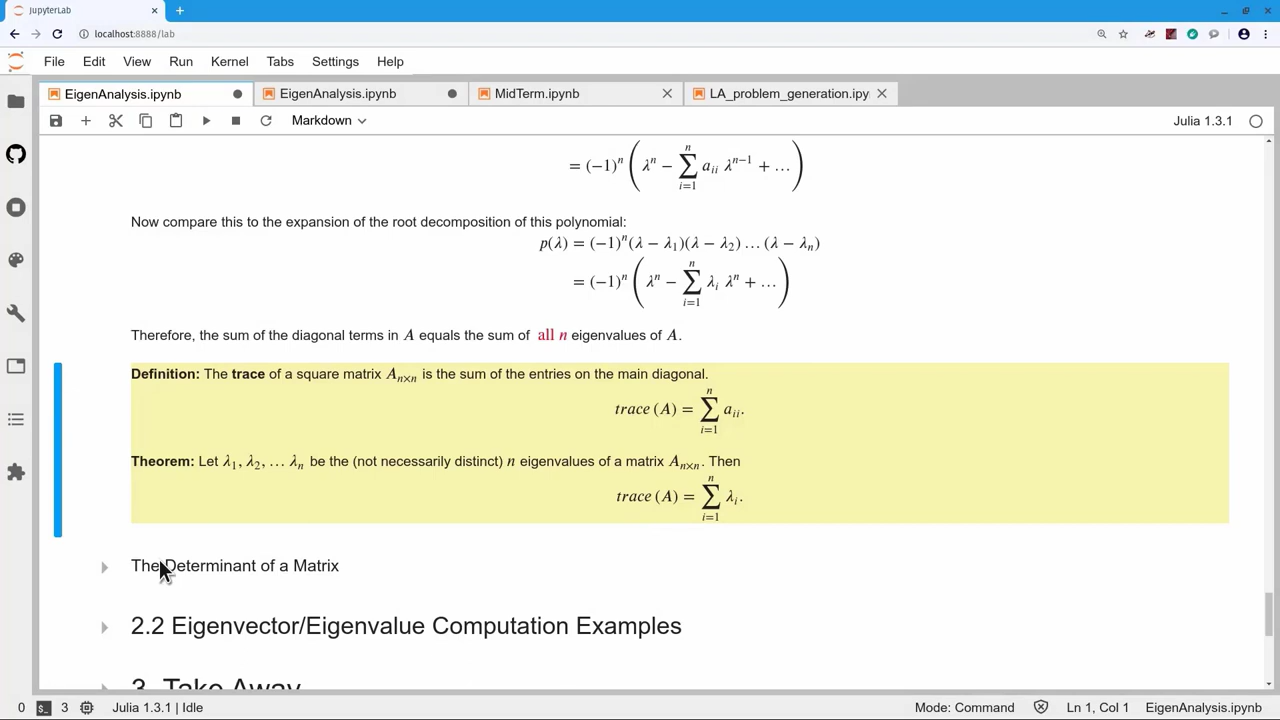 JupyterLab
localhost:8888/lab
File Edit View Run Kernel Tabs Settings Help
EigenAnalysis.ipynb EigenAnalysis.ipynb MidTerm.ipynb LA_problem_generation.ipy
Markdown Julia 1.3.1
= (−1)ⁿ (λⁿ − ∑ᵢ₌₁ⁿ aᵢᵢ λⁿ⁻¹ + …)
Now compare this to the expansion of the root decomposition of this polynomial:
p(λ) = (−1)ⁿ(λ − λ₁)(λ − λ₂) … (λ − λₙ)
= (−1)ⁿ (λⁿ − ∑ᵢ₌₁ⁿ λᵢ λⁿ + …)
Therefore, the sum of the diagonal terms in A equals the sum of all n eigenvalues of A.
Definition: The trace of a square matrix Aₙₓₙ is the sum of the entries on the main diagonal.
trace (A) = ∑ᵢ₌₁ⁿ aᵢᵢ.
Theorem: Let λ₁, λ₂, … λₙ be the (not necessarily distinct) n eigenvalues of a matrix Aₙₓₙ. Then
trace (A) = ∑ᵢ₌₁ⁿ λᵢ.
The Determinant of a Matrix
2.2 Eigenvector/Eigenvalue Computation Examples
3. Take Away
0 3 Julia 1.3.1 | Idle Mode: Command Ln 1, Col 1 EigenAnalysis.ipynb